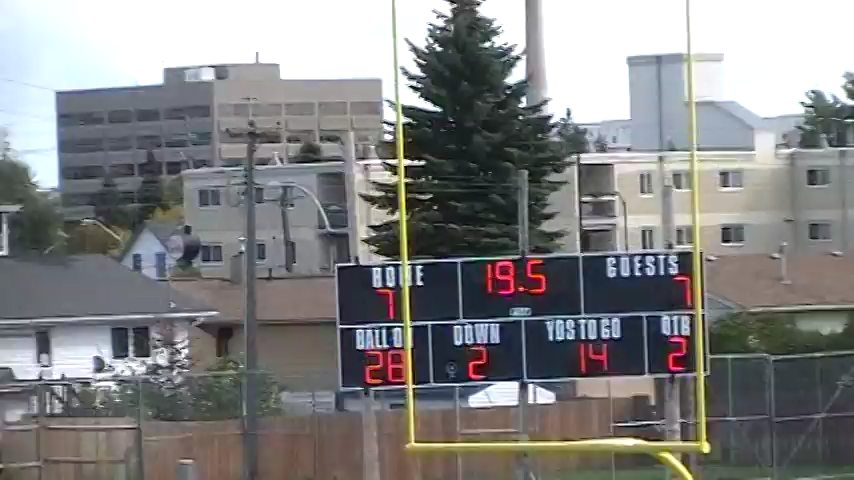 HOME 19.5 GUESTS
7 7
BALL ON DOWN YDS TO GO QTR
28 2 14 2